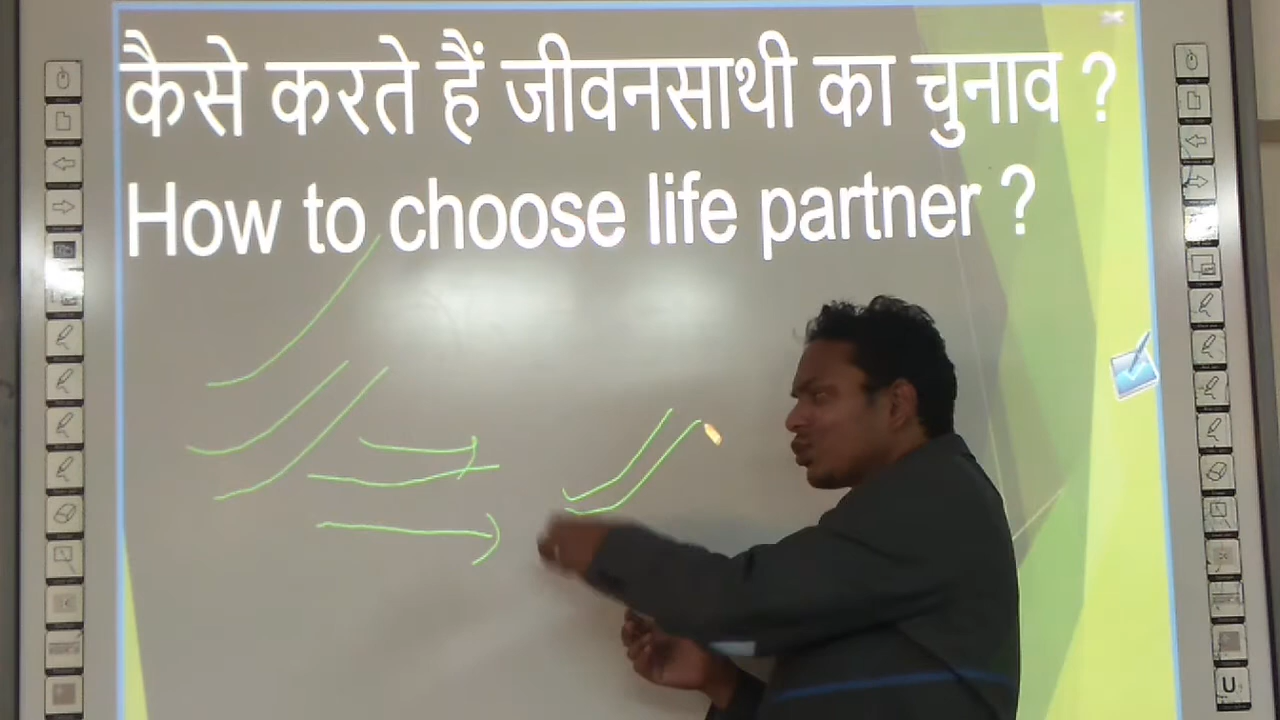 कैसे करते हैं जीवनसाथी का चुनाव ?
How to choose life partner ?
U